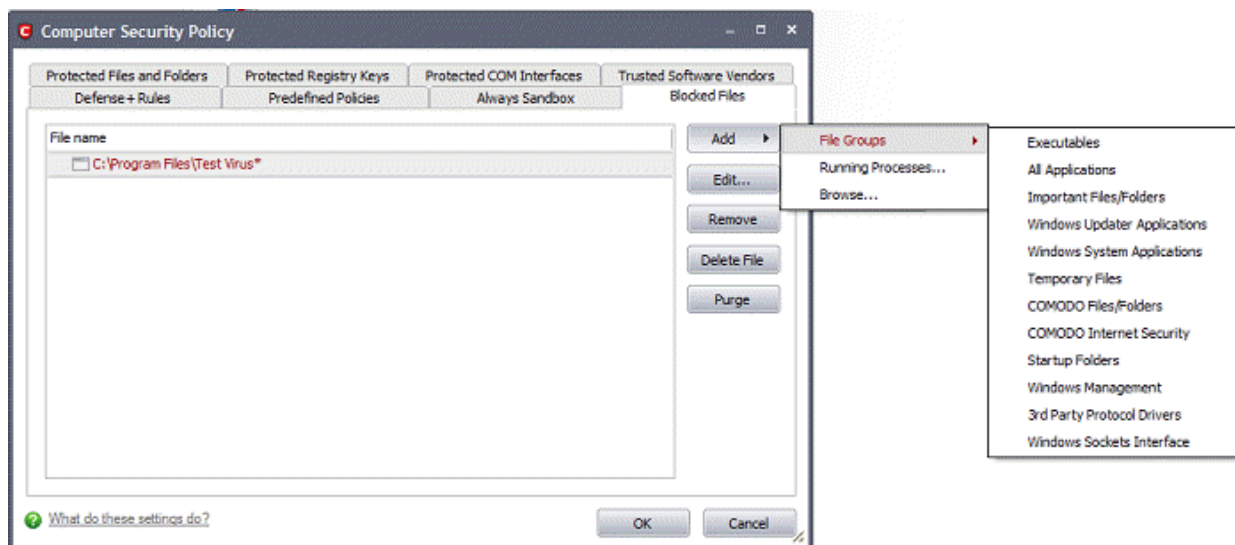 Computer Security Policy
Protected Files and Folders
Protected Registry Keys
Protected COM Interfaces
Trusted Software Vendors
Defense+ Rules
Predefined Policies
Always Sandbox
Blocked Files
File name
C:\Program Files\Test Virus*
Add
Edit...
Remove
Delete File
Purge
File Groups
Running Processes...
Browse...
Executables
All Applications
Important Files/Folders
Windows Updater Applications
Windows System Applications
Temporary Files
COMODO Files/Folders
COMODO Internet Security
Startup Folders
Windows Management
3rd Party Protocol Drivers
Windows Sockets Interface
What do these settings do?
OK
Cancel